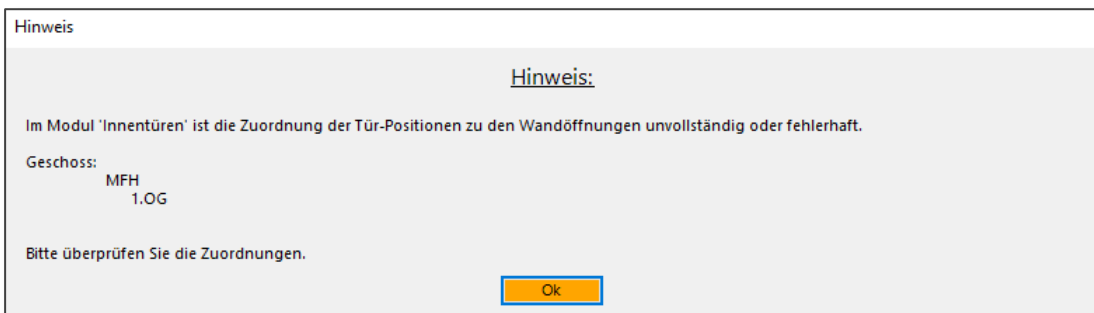 Hinweis
Hinweis:
Im Modul 'Innentüren' ist die Zuordnung der Tür-Positionen zu den Wandöffnungen unvollständig oder fehlerhaft.
Geschoss:
MFH
1.OG
Bitte überprüfen Sie die Zuordnungen.
Ok